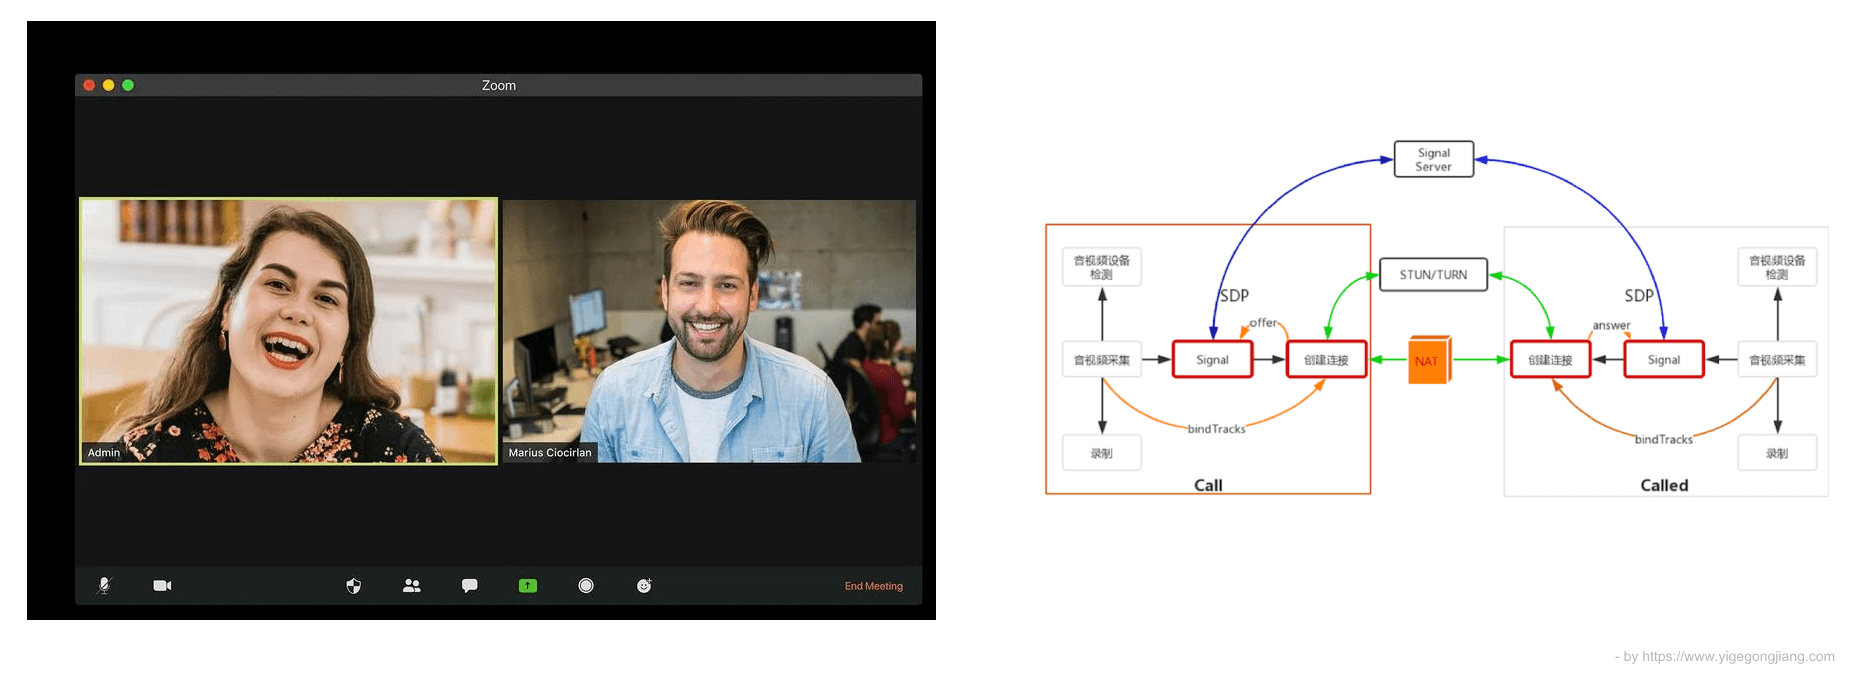 Zoom
Admin
Marius Ciocirlan
End Meeting
Signal
Server
音视频设备
检测
STUN/TURN
音视频设备
检测
SDP
SDP
offer
answer
音视频采集
Signal
创建连接
NAT
创建连接
Signal
音视频采集
bindTracks
bindTracks
录制
录制
Call
Called
- by https://www.yigegongjiang.com